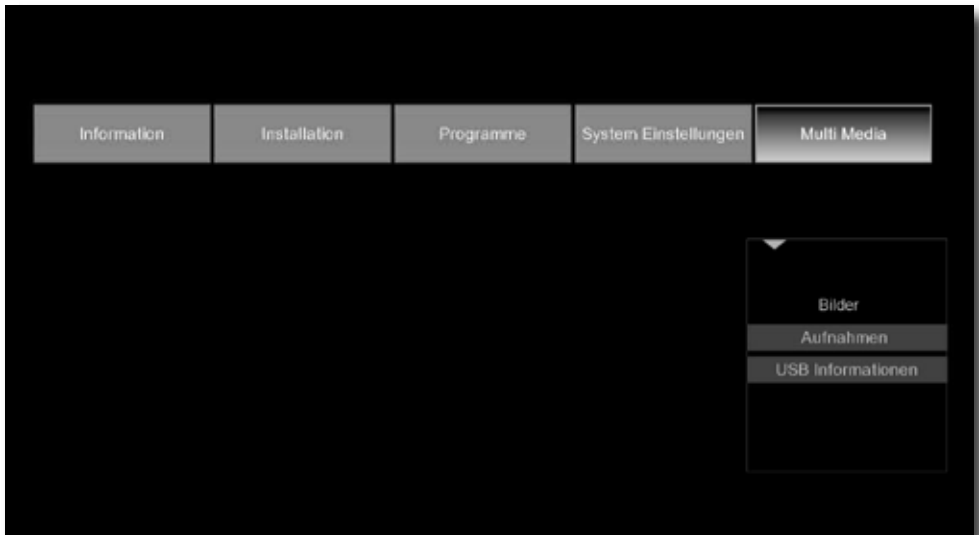 Information
Installation
Programme
System Einstellungen
Multi Media
Bilder
Aufnahmen
USB Informationen